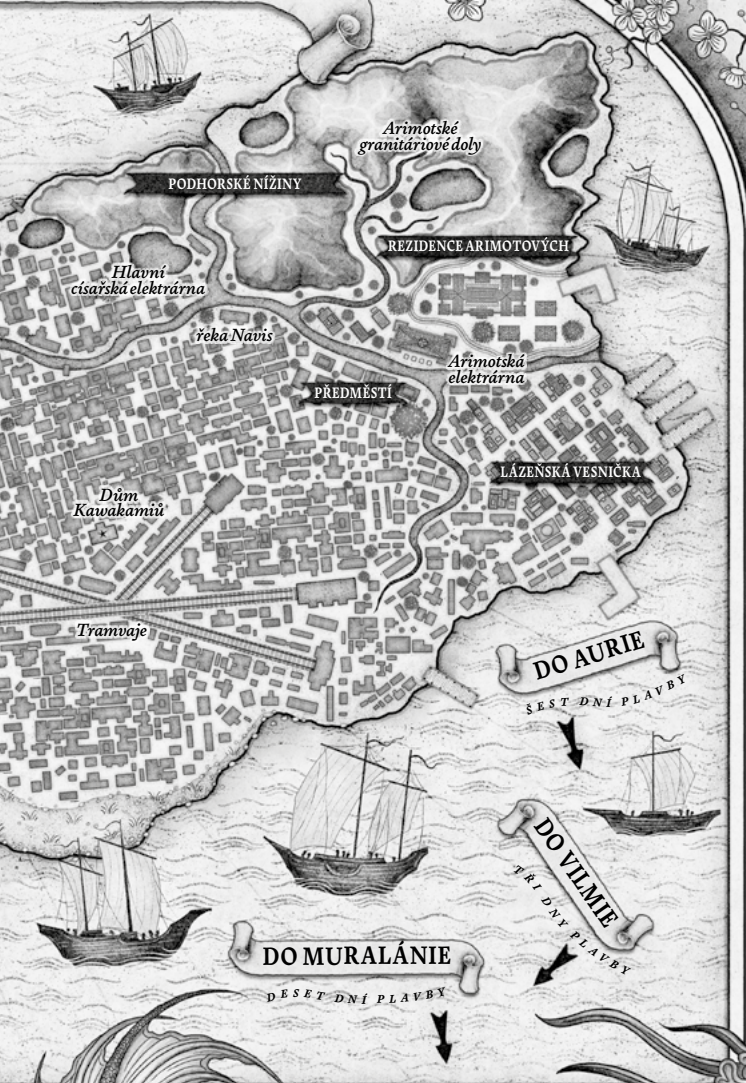 Arimotské
granitáriové doly
PODHORSKÉ NÍŽINY
REZIDENCE ARIMOTOVÝCH
Hlavní
císařská elektrárna
řeka Navis
Arimotská
elektrárna
PŘEDMĚSTÍ
LÁZEŇSKÁ VESNIČKA
Dům
Kawakamiů
Tramvaje
DO AURIE
ŠEST DNÍ PLAVBY
DO VILMIE
TŘI DNY PLAVBY
DO MURALÁNIE
DESET DNÍ PLAVBY